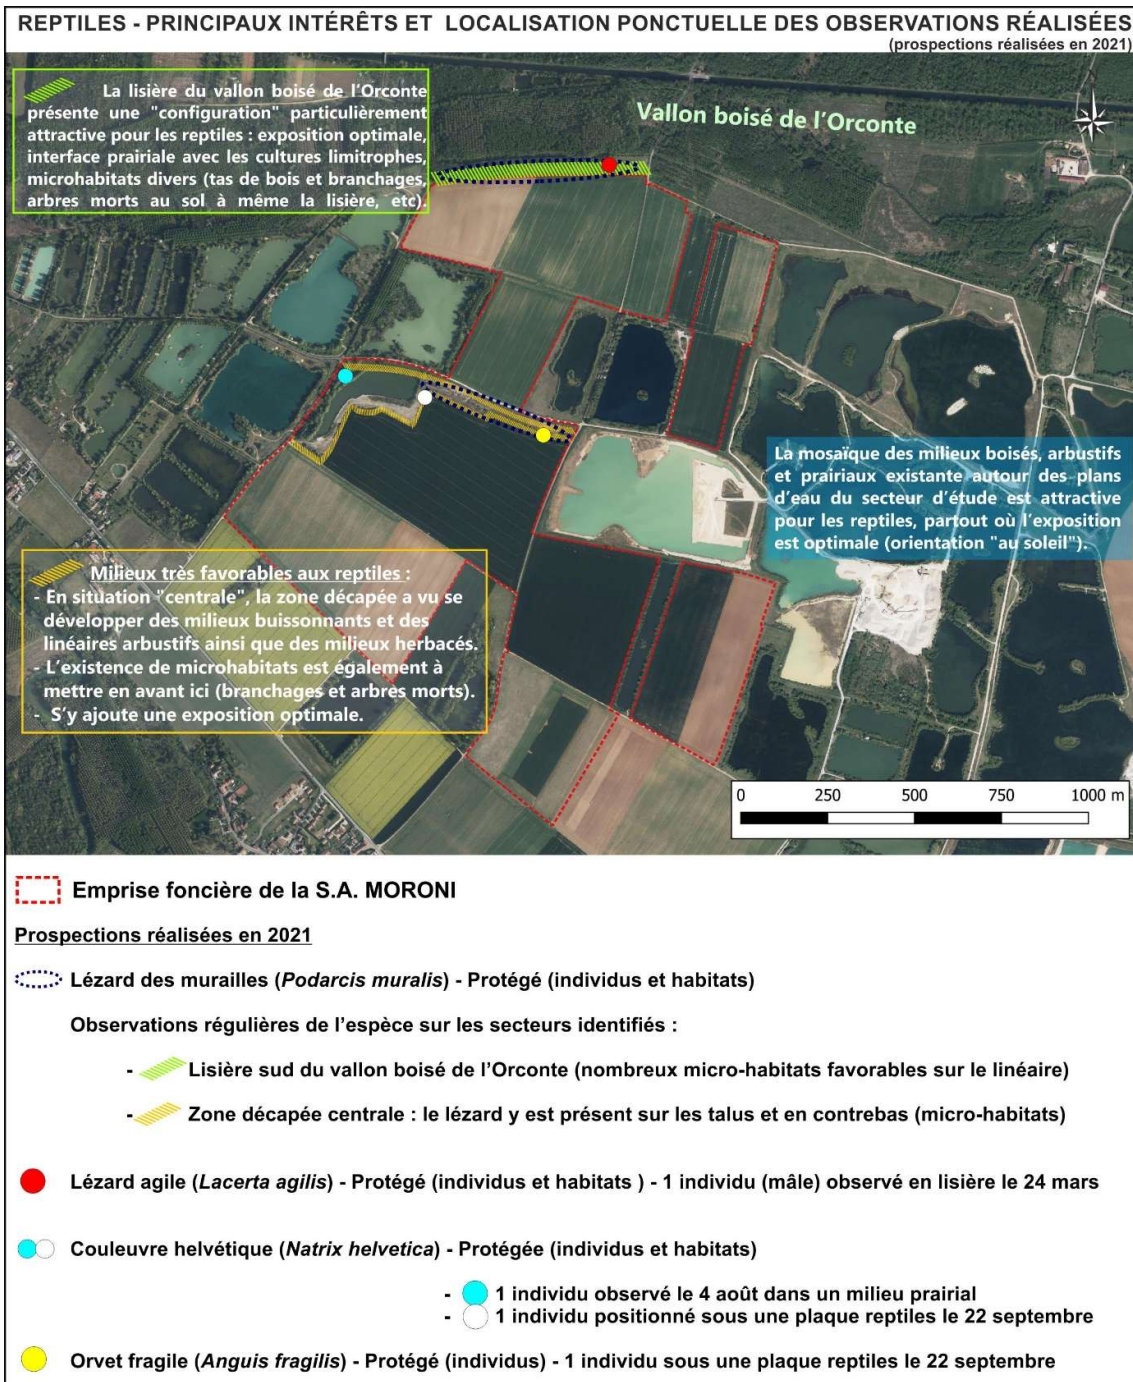 REPTILES - PRINCIPAUX INTÉRÊTS ET LOCALISATION PONCTUELLE DES OBSERVATIONS RÉALISÉES
(prospections réalisées en 2021)
La lisière du vallon boisé de l'Orconte
présente une "configuration" particulièrement
attractive pour les reptiles : exposition optimale,
interface prairiale avec les cultures limitrophes,
microhabitats divers (tas de bois et branchages,
arbres morts au sol à même la lisière, etc).
Vallon boisé de l'Orconte
La mosaïque des milieux boisés, arbustifs
et prairiaux existante autour des plans
d'eau du secteur d'étude est attractive
pour les reptiles, partout où l'exposition
est optimale (orientation "au soleil").
Milieux très favorables aux reptiles :
- En situation "centrale", la zone décapée a vu se
développer des milieux buissonnants et des
linéaires arbustifs ainsi que des milieux herbacés.
- L'existence de microhabitats est également à
mettre en avant ici (branchages et arbres morts).
- S'y ajoute une exposition optimale.
0 250 500 750 1000 m
Emprise foncière de la S.A. MORONI
Prospections réalisées en 2021
Lézard des murailles (Podarcis muralis) - Protégé (individus et habitats)
Observations régulières de l'espèce sur les secteurs identifiés :
- Lisière sud du vallon boisé de l'Orconte (nombreux micro-habitats favorables sur le linéaire)
- Zone décapée centrale : le lézard y est présent sur les talus et en contrebas (micro-habitats)
Lézard agile (Lacerta agilis) - Protégé (individus et habitats ) - 1 individu (mâle) observé en lisière le 24 mars
Couleuvre helvétique (Natrix helvetica) - Protégée (individus et habitats)
- 1 individu observé le 4 août dans un milieu prairial
- 1 individu positionné sous une plaque reptiles le 22 septembre
Orvet fragile (Anguis fragilis) - Protégé (individus) - 1 individu sous une plaque reptiles le 22 septembre